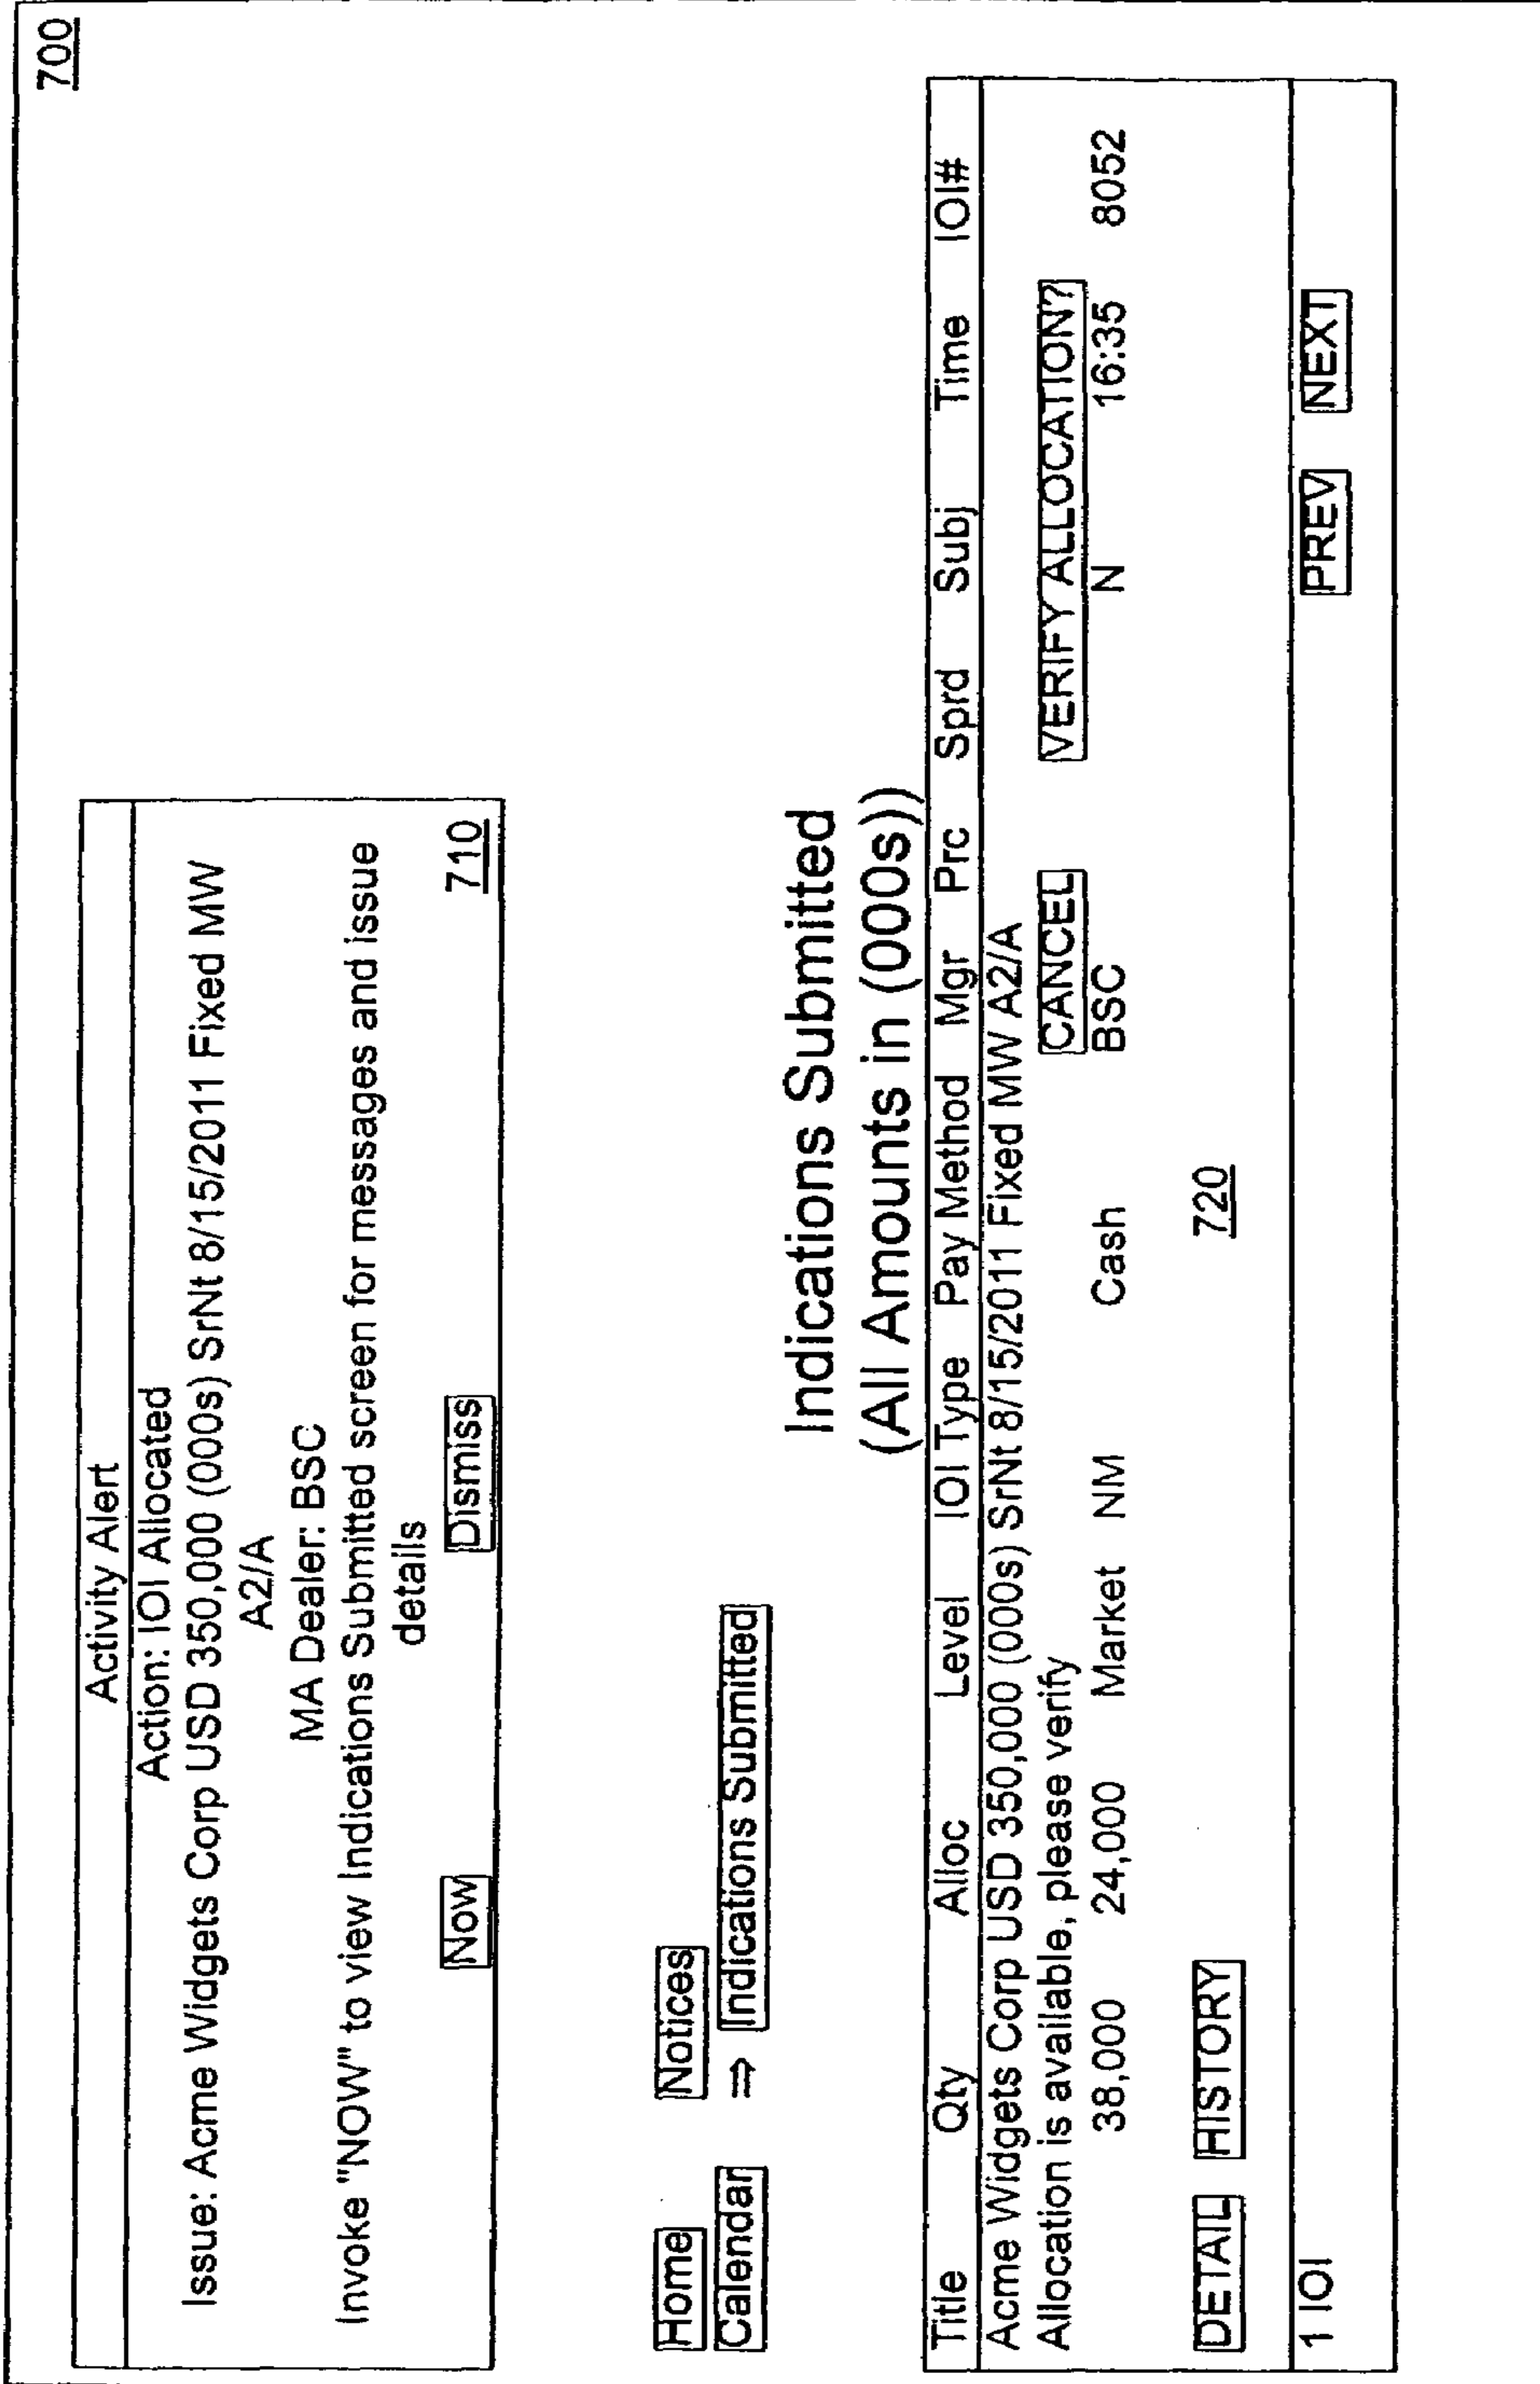 700
Activity Alert
Action: IOI Allocated
Issue: Acme Widgets Corp USD 350,000 (000s) SrNt 8/15/2011 Fixed MW
A2/A
MA Dealer: BSC
Invoke "NOW" to view Indications Submitted screen for messages and issue
details
Now Dismiss 710
Home Notices
Calendar ⇒ Indications Submitted
Indications Submitted
(All Amounts in (000s))
Title Qty Alloc Level IOI Type Pay Method Mgr Prc Sprd Subj Time IOI#
Acme Widgets Corp USD 350,000 (000s) SrNt 8/15/2011 Fixed MW A2/A
Allocation is available, please verify CANCEL VERIFY ALLOCATION?
38,000 24,000 Market NM Cash BSC N 16:35 8052
DETAIL HISTORY 720
1 IOI PREV NEXT